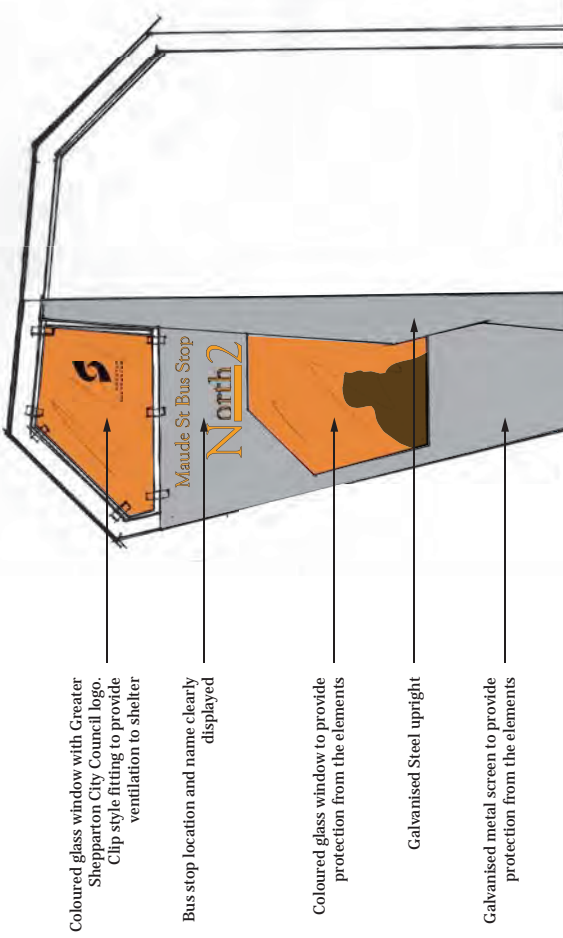 Coloured glass window with Greater
Shepparton City Council logo.
Clip style fitting to provide
ventilation to shelter
Bus stop location and name clearly
displayed
Coloured glass window to provide
protection from the elements
Galvanised Steel upright
Galvanised metal screen to provide
protection from the elements
Maude St Bus Stop
North 2
GREATER
SHEPPARTON